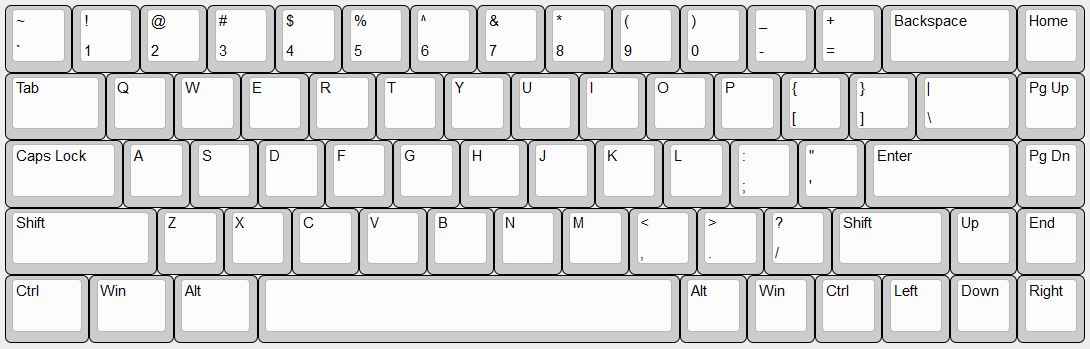 ~ ! @ # $ % ^ & * ( ) _ + Backspace Home
` 1 2 3 4 5 6 7 8 9 0 - =
Tab Q W E R T Y U I O P { } | Pg Up
[ ] \
Caps Lock A S D F G H J K L : " Enter Pg Dn
; '
Shift Z X C V B N M < > ? Shift Up End
, . /
Ctrl Win Alt Alt Win Ctrl Left Down Right